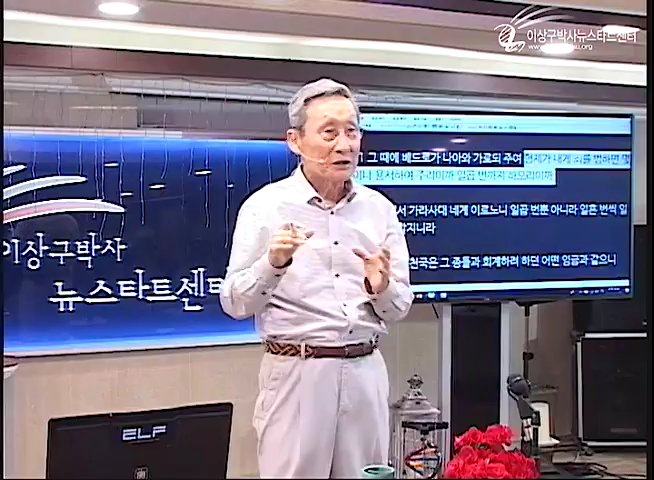 이상구박사뉴스타트센터
그 때에 베드로가 나아와 가로되 주여 형제가 내게 죄를 범하면 몇
이나 용서하여 주리이까 일곱 번까지 하오리이까
가라사대 네게 이르노니 일곱 번뿐 아니라 일흔 번씩 일
할지니라
천국은 그 종들과 회계하려 하던 어떤 임금과 같으니
이상구박사
뉴스타트센터
ELF